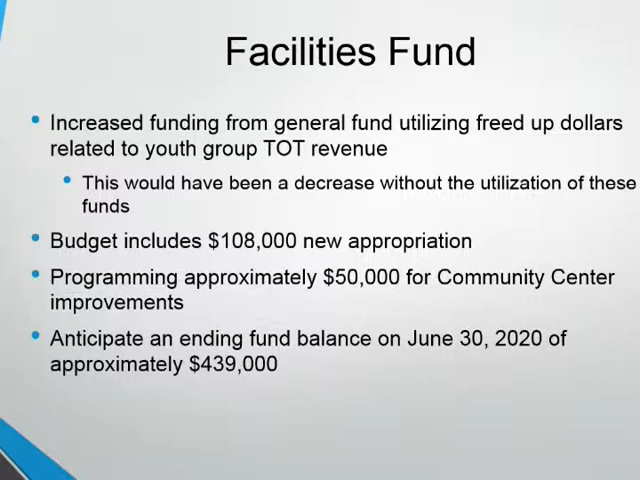 Facilities Fund
• Increased funding from general fund utilizing freed up dollars
related to youth group TOT revenue
• This would have been a decrease without the utilization of these
funds
• Budget includes $108,000 new appropriation
• Programming approximately $50,000 for Community Center
improvements
• Anticipate an ending fund balance on June 30, 2020 of
approximately $439,000